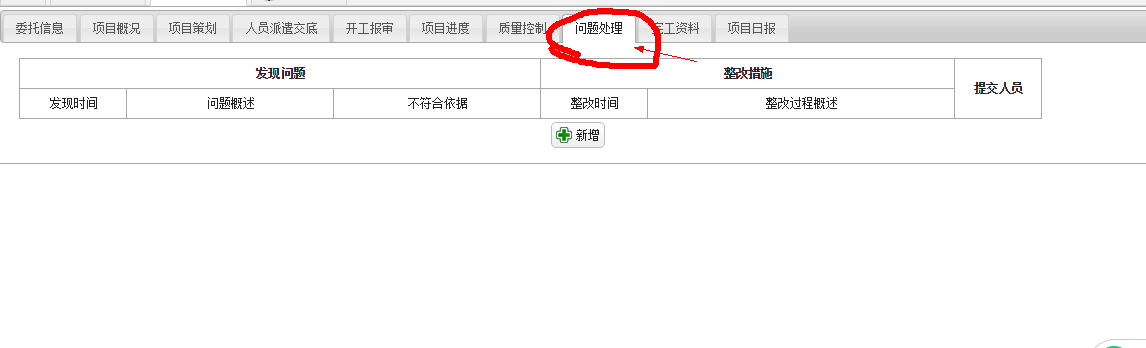 委托信息 项目概况 项目策划 人员派遣交底 开工报审 项目进度 质量控制 问题处理 完工资料 项目日报
发现问题 整改措施 提交人员
发现时间 问题概述 不符合依据 整改时间 整改过程概述
新增